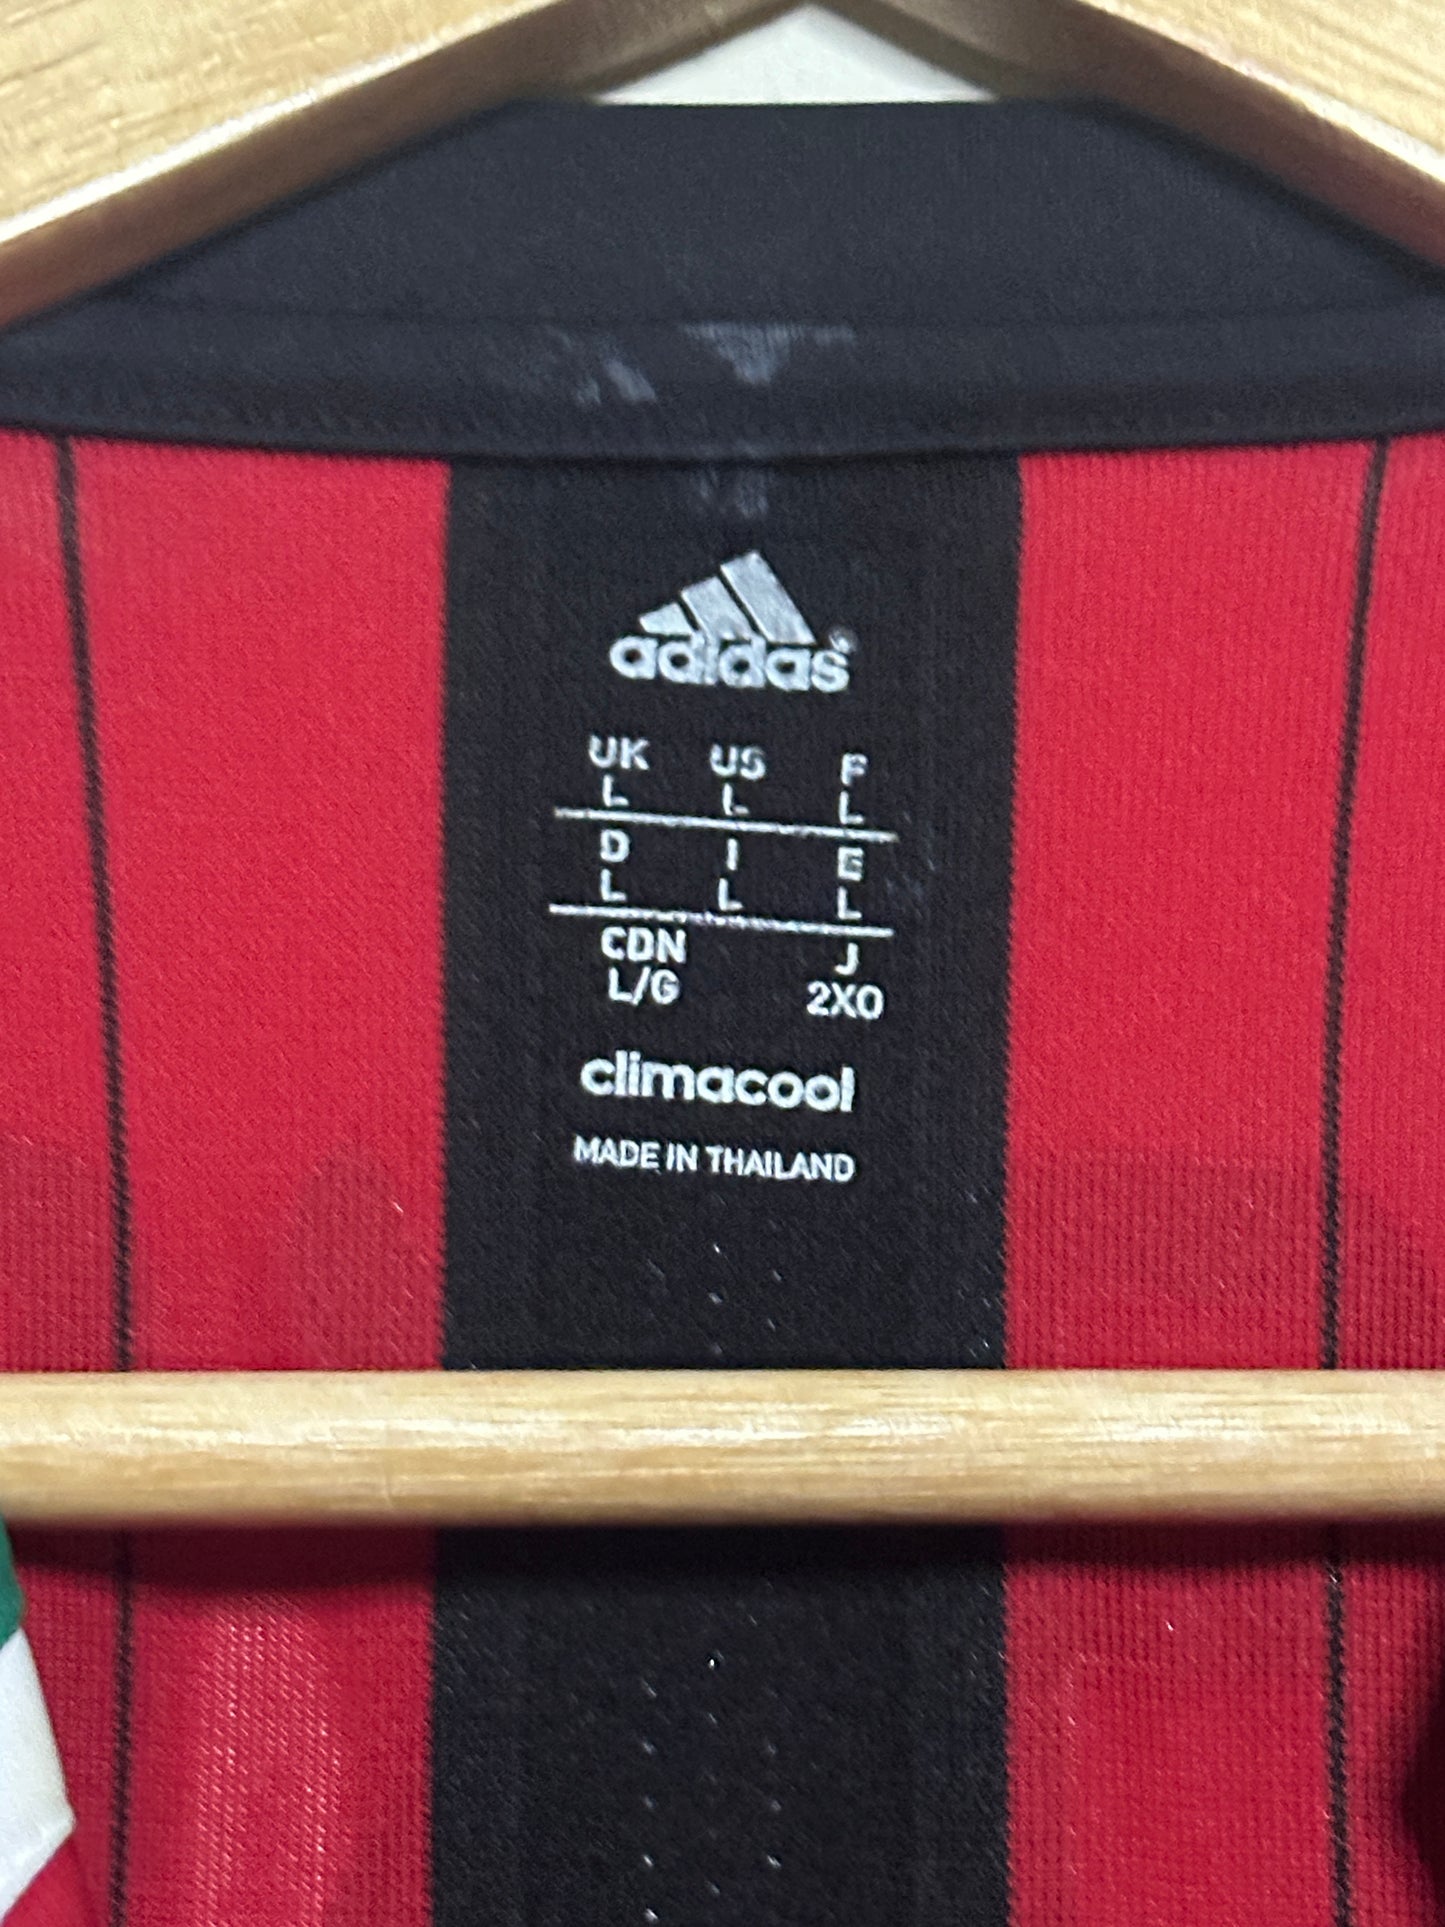 adidas®
UK US F
L L L
D I E
L L L
CDN J
L/G 2XO
climacool
MADE IN THAILAND